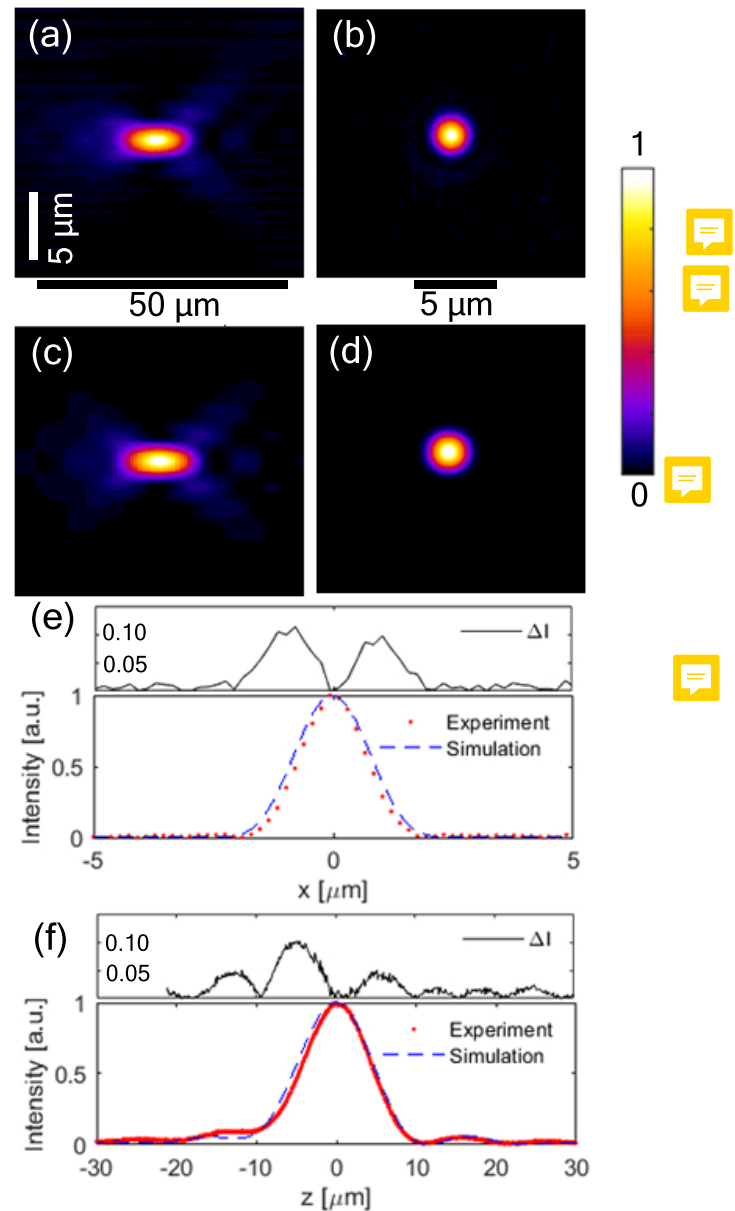 (a)
(b)
1
5 μm
50 μm
5 μm
(c)
(d)
0
(e)
0.10
0.05
ΔI
1
0.5
0
Intensity [a.u.]
Experiment
Simulation
-5
0
5
x [μm]
(f)
0.10
0.05
ΔI
1
0.5
0
Intensity [a.u.]
Experiment
Simulation
-30
-20
-10
0
10
20
30
z [μm]